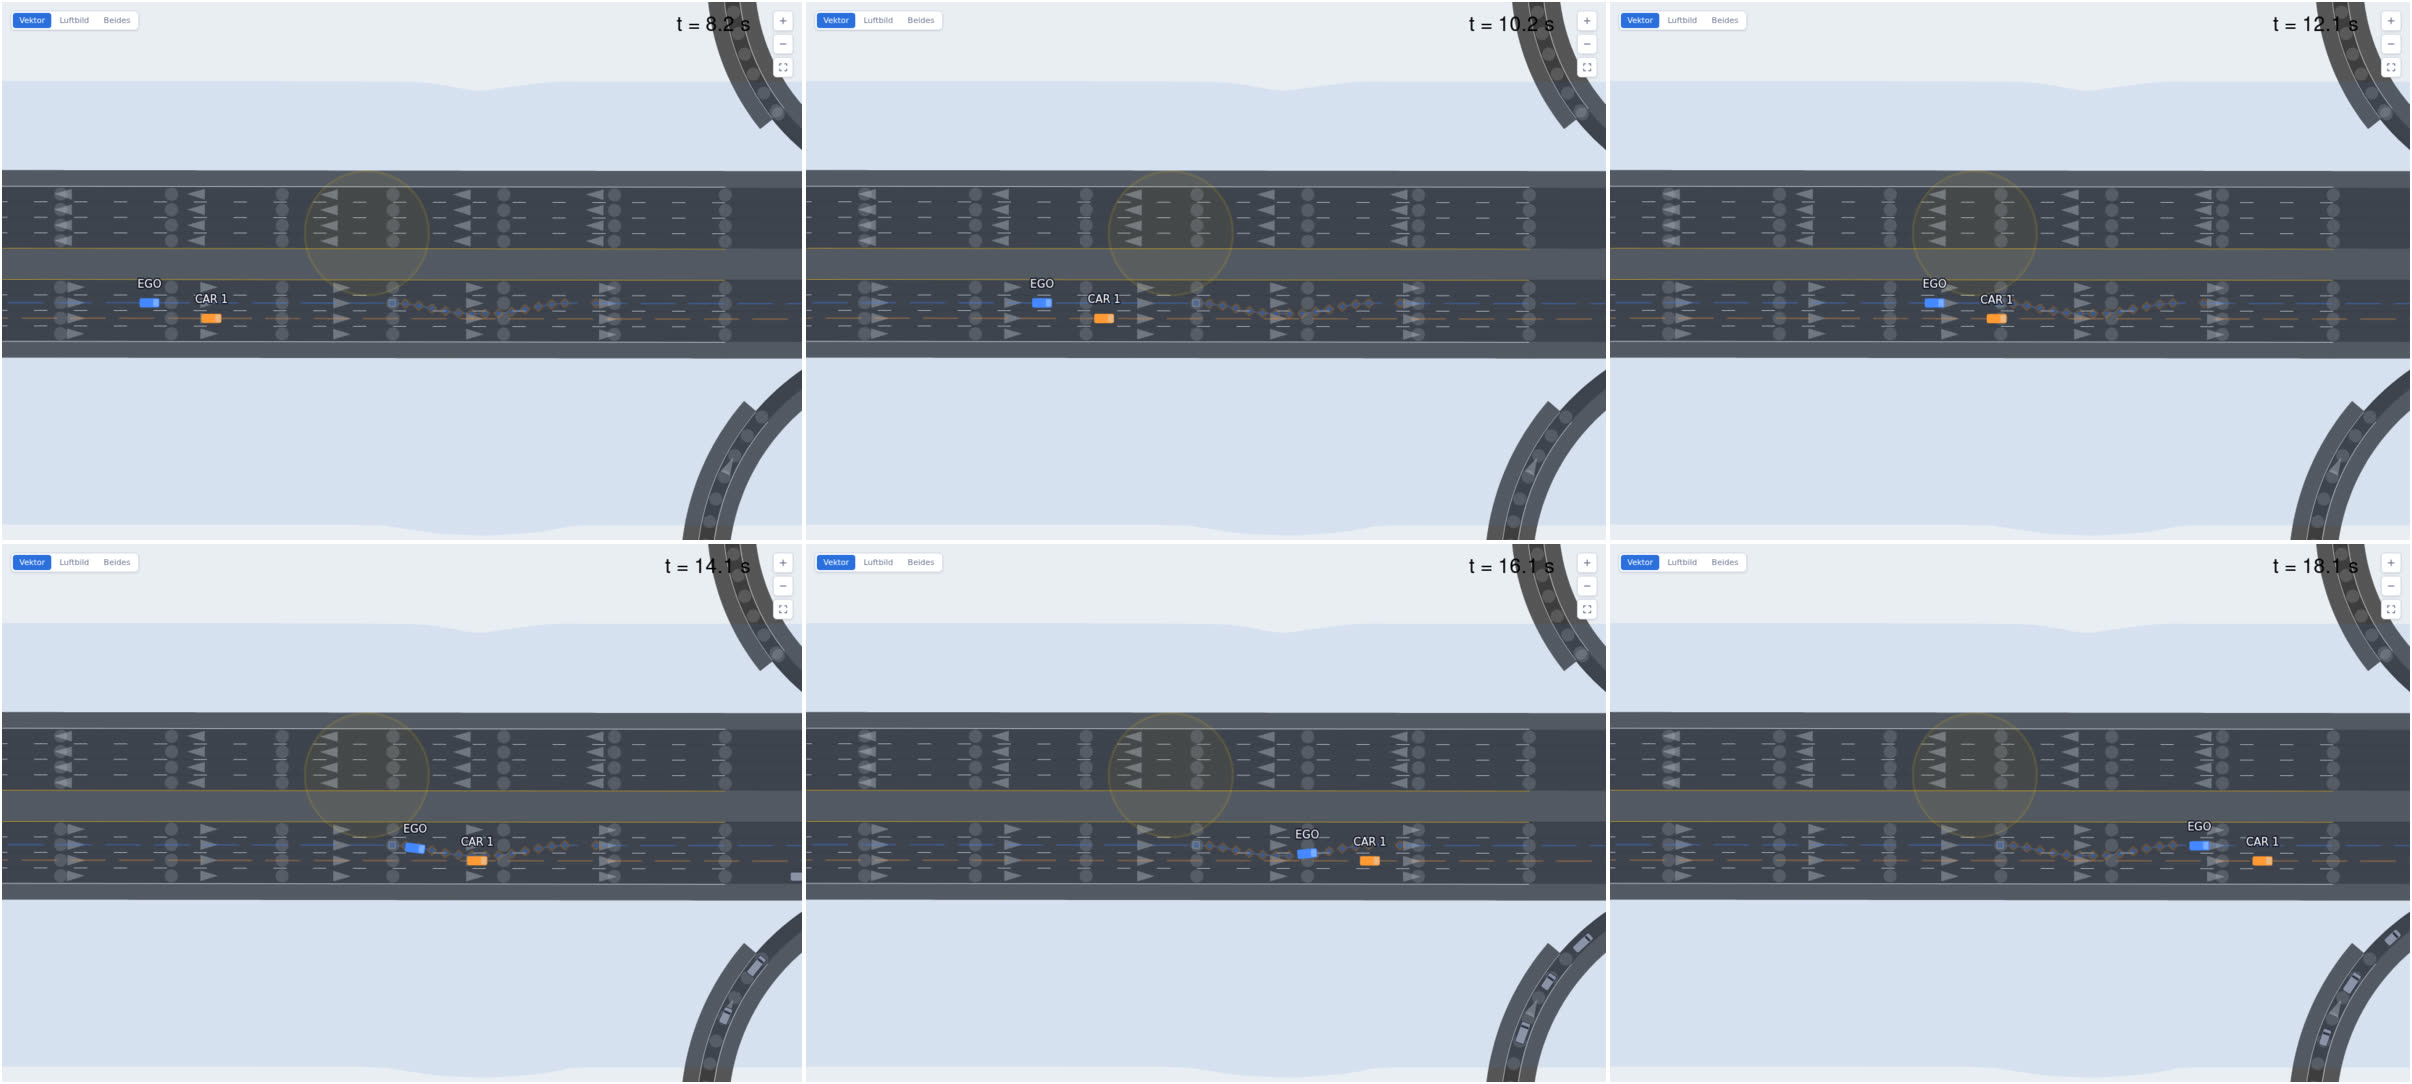 Vektor Luftbild Beides
t = 8.2 s
+
−
EGO
CAR 1
Vektor Luftbild Beides
t = 10.2 s
+
−
EGO
CAR 1
Vektor Luftbild Beides
t = 12.1 s
+
−
EGO
CAR 1
Vektor Luftbild Beides
t = 14.1 s
+
−
EGO
CAR 1
Vektor Luftbild Beides
t = 16.1 s
+
−
EGO
CAR 1
Vektor Luftbild Beides
t = 18.1 s
+
−
EGO
CAR 1